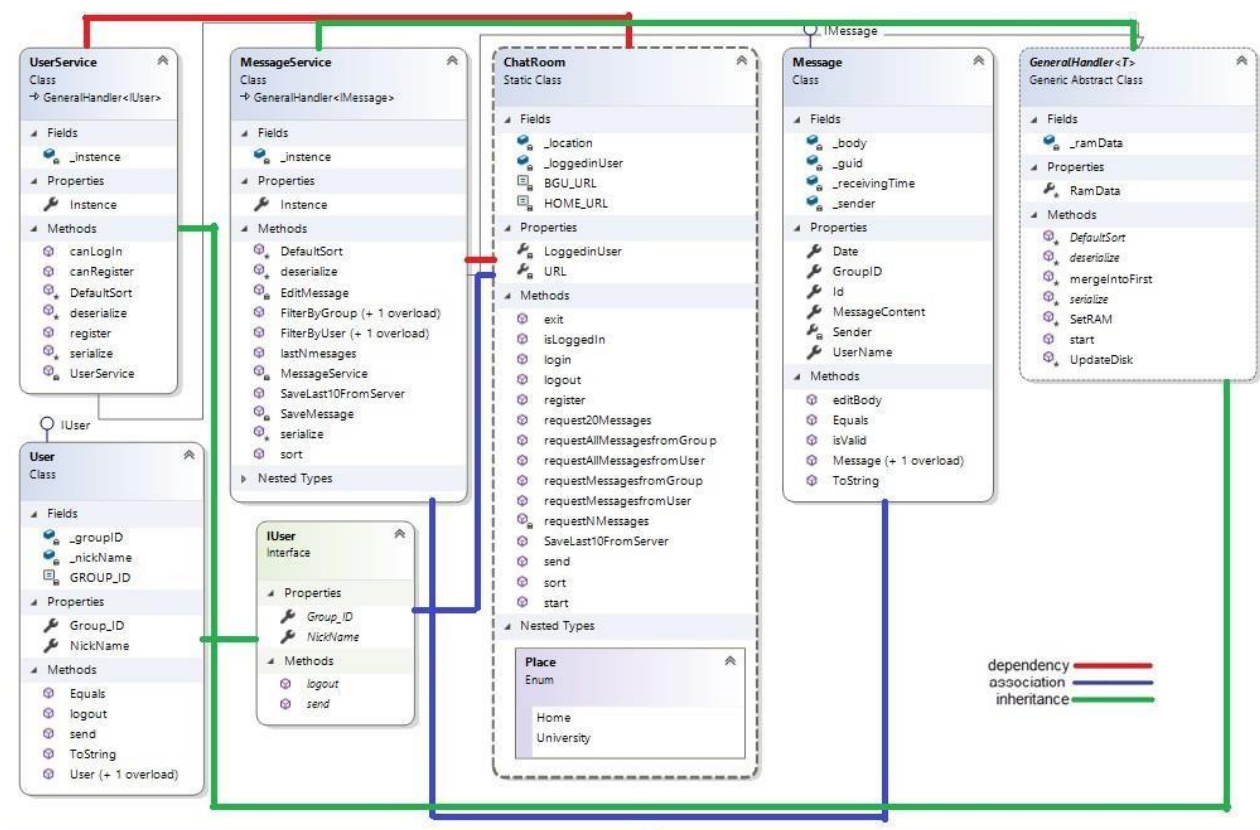 UserService
Class
GeneralHandler<IUser>
Fields
_instence
Properties
Instence
Methods
canLogIn
canRegister
DefaultSort
deserialize
register
serialize
UserService
MessageService
Class
GeneralHandler<IMessage>
Fields
_instence
Properties
Instence
Methods
DefaultSort
deserialize
EditMessage
FilterByGroup (+ 1 overload)
FilterByUser (+ 1 overload)
lastNmesages
MessageService
SaveLast10FromServer
SaveMessage
serialize
sort
Nested Types
ChatRoom
Static Class
Fields
_location
_loggedinUser
BGU_URL
HOME_URL
Properties
LoggedinUser
URL
Methods
exit
isLoggedIn
login
logout
register
request20Messages
requestAllMessagesfromGroup
requestAllMessagesfromUser
requestMessagesfromGroup
requestMessagesfromUser
requestNMessages
SaveLast10FromServer
send
sort
start
Nested Types
Place
Enum
Home
University
IMessage
Message
Class
Fields
_body
_guid
_receivingTime
_sender
Properties
Date
GroupID
Id
MessageContent
Sender
UserName
Methods
editBody
Equals
isValid
Message (+ 1 overload)
ToString
GeneralHandler<T>
Generic Abstract Class
Fields
_ramData
Properties
RamData
Methods
DefaultSort
deserialize
mergeIntoFirst
serialize
SetRAM
start
UpdateDisk
IUser
User
Class
Fields
_groupID
_nickName
GROUP_ID
Properties
Group_ID
NickName
Methods
Equals
logout
send
ToString
User (+ 1 overload)
IUser
Interface
Properties
Group_ID
NickName
Methods
logout
send
dependency
association
inheritance